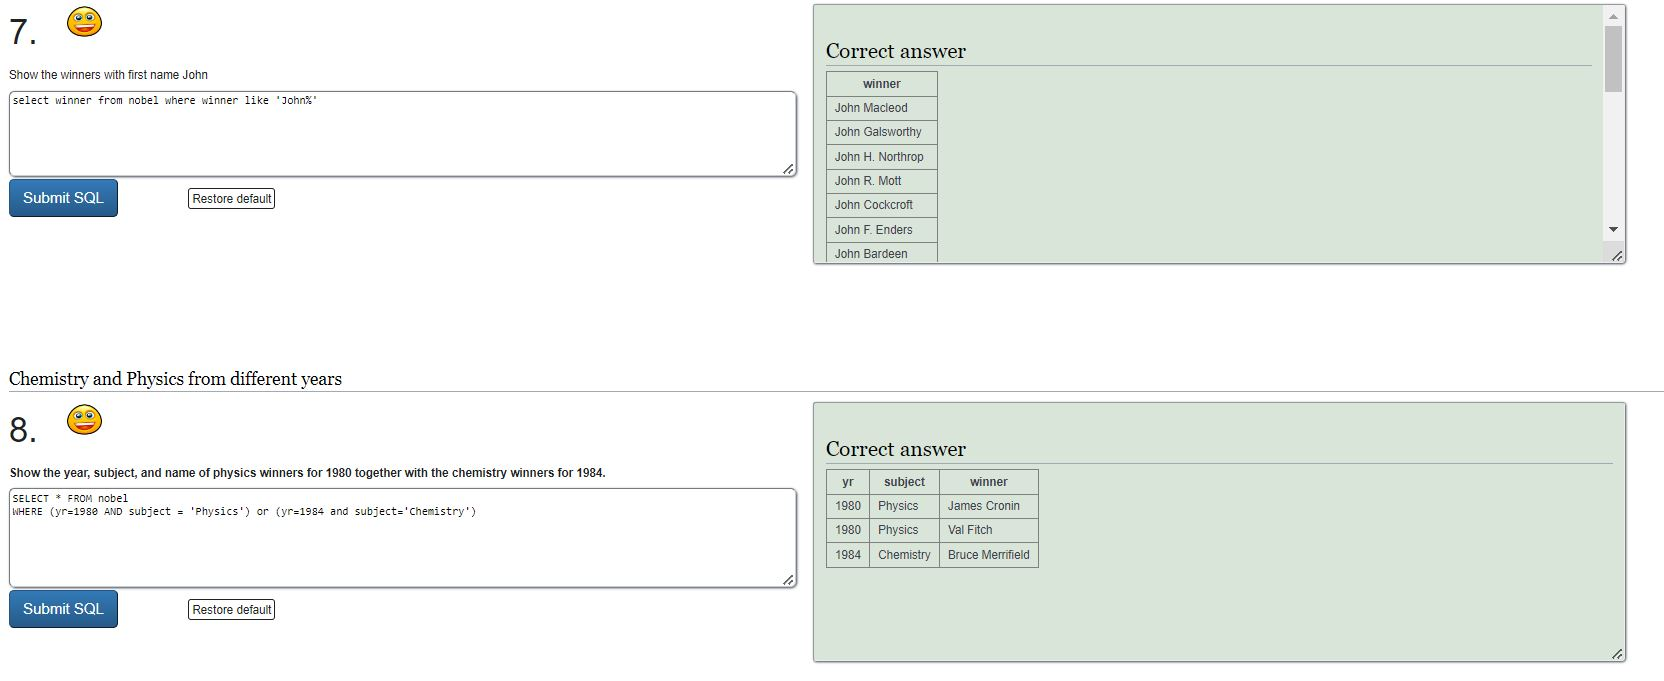 7.
Show the winners with first name John
select winner from nobel where winner like 'John%'
Submit SQL
Restore default
Correct answer
winner
John Macleod
John Galsworthy
John H. Northrop
John R. Mott
John Cockcroft
John F. Enders
John Bardeen
Chemistry and Physics from different years
8.
Show the year, subject, and name of physics winners for 1980 together with the chemistry winners for 1984.
SELECT * FROM nobel
WHERE (yr=1980 AND subject = 'Physics') or (yr=1984 and subject='Chemistry')
Submit SQL
Restore default
Correct answer
yr subject winner
1980 Physics James Cronin
1980 Physics Val Fitch
1984 Chemistry Bruce Merrifield